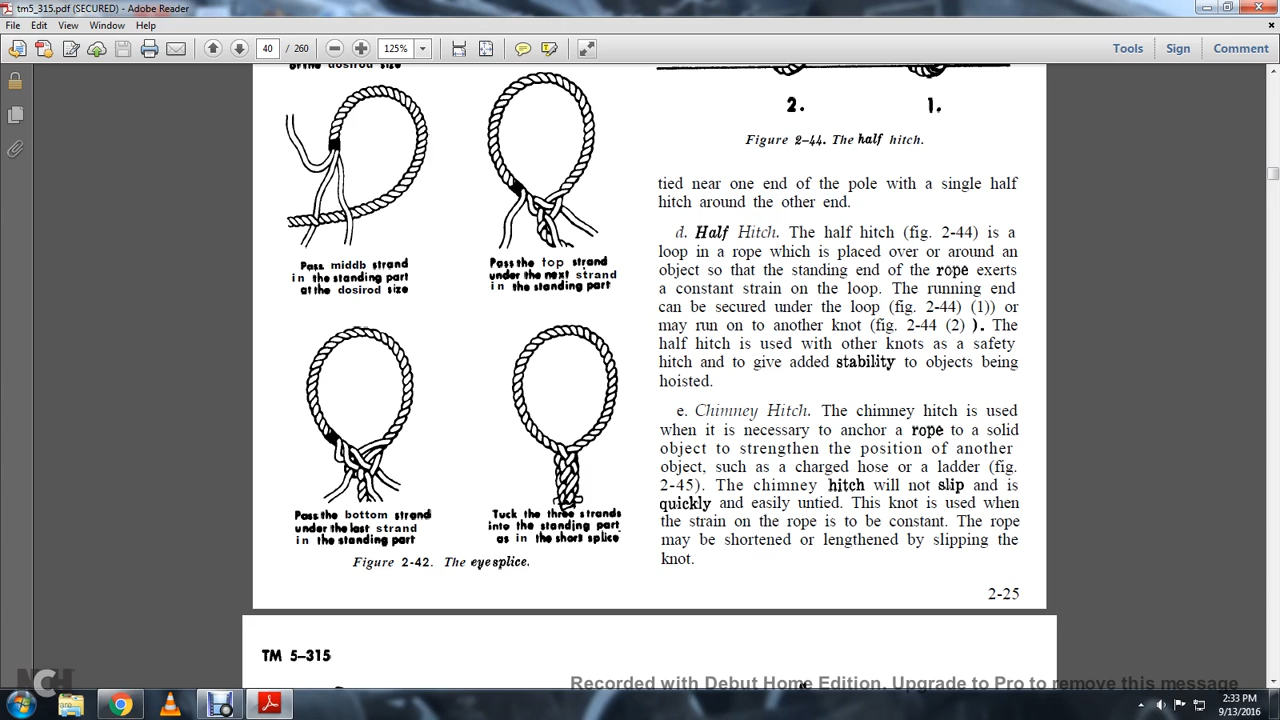 tm5_315.pdf (SECURED) - Adobe Reader
File Edit View Window Help
40 / 260 125% Tools Sign Comment
of the dosirod size
Pass middb strand
in the standing part
at the dosirod size
Pass the top strand
under the next strand
in the standing part
Pass the bottom strand
under the last strand
in the standing part
Tuck the three strands
into the standing part
as in the short splice
Figure 2-42. The eye splice.
2. 1.
Figure 2-44. The half hitch.
tied near one end of the pole with a single half
hitch around the other end.
d. Half Hitch. The half hitch (fig. 2-44) is a
loop in a rope which is placed over or around an
object so that the standing end of the rope exerts
a constant strain on the loop. The running end
can be secured under the loop (fig. 2-44) (1)) or
may run on to another knot (fig. 2-44 (2) ). The
half hitch is used with other knots as a safety
hitch and to give added stability to objects being
hoisted.
e. Chimney Hitch. The chimney hitch is used
when it is necessary to anchor a rope to a solid
object to strengthen the position of another
object, such as a charged hose or a ladder (fig.
2-45). The chimney hitch will not slip and is
quickly and easily untied. This knot is used when
the strain on the rope is to be constant. The rope
may be shortened or lengthened by slipping the
knot.
2-25
TM 5-315
NCH
Recorded with Debut Home Edition. Upgrade to Pro to remove this message
2:33 PM
9/13/2016